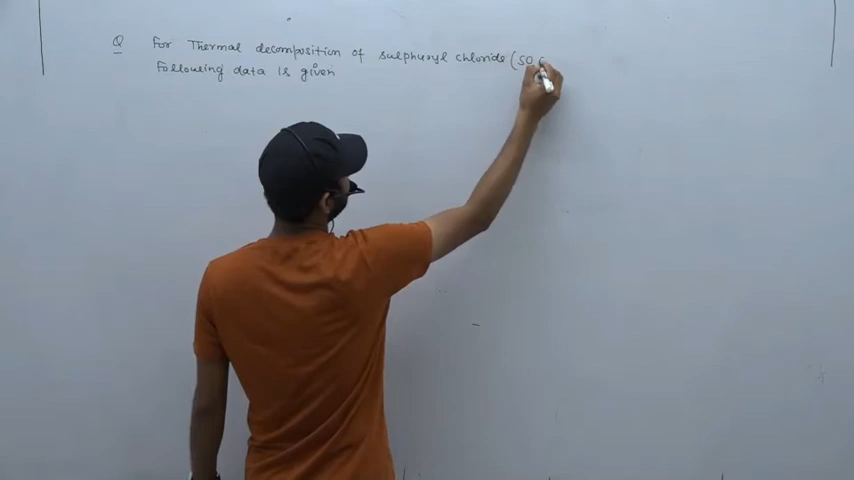 Q For Thermal decomposition of sulphuryl chloride (SO
Following data is given